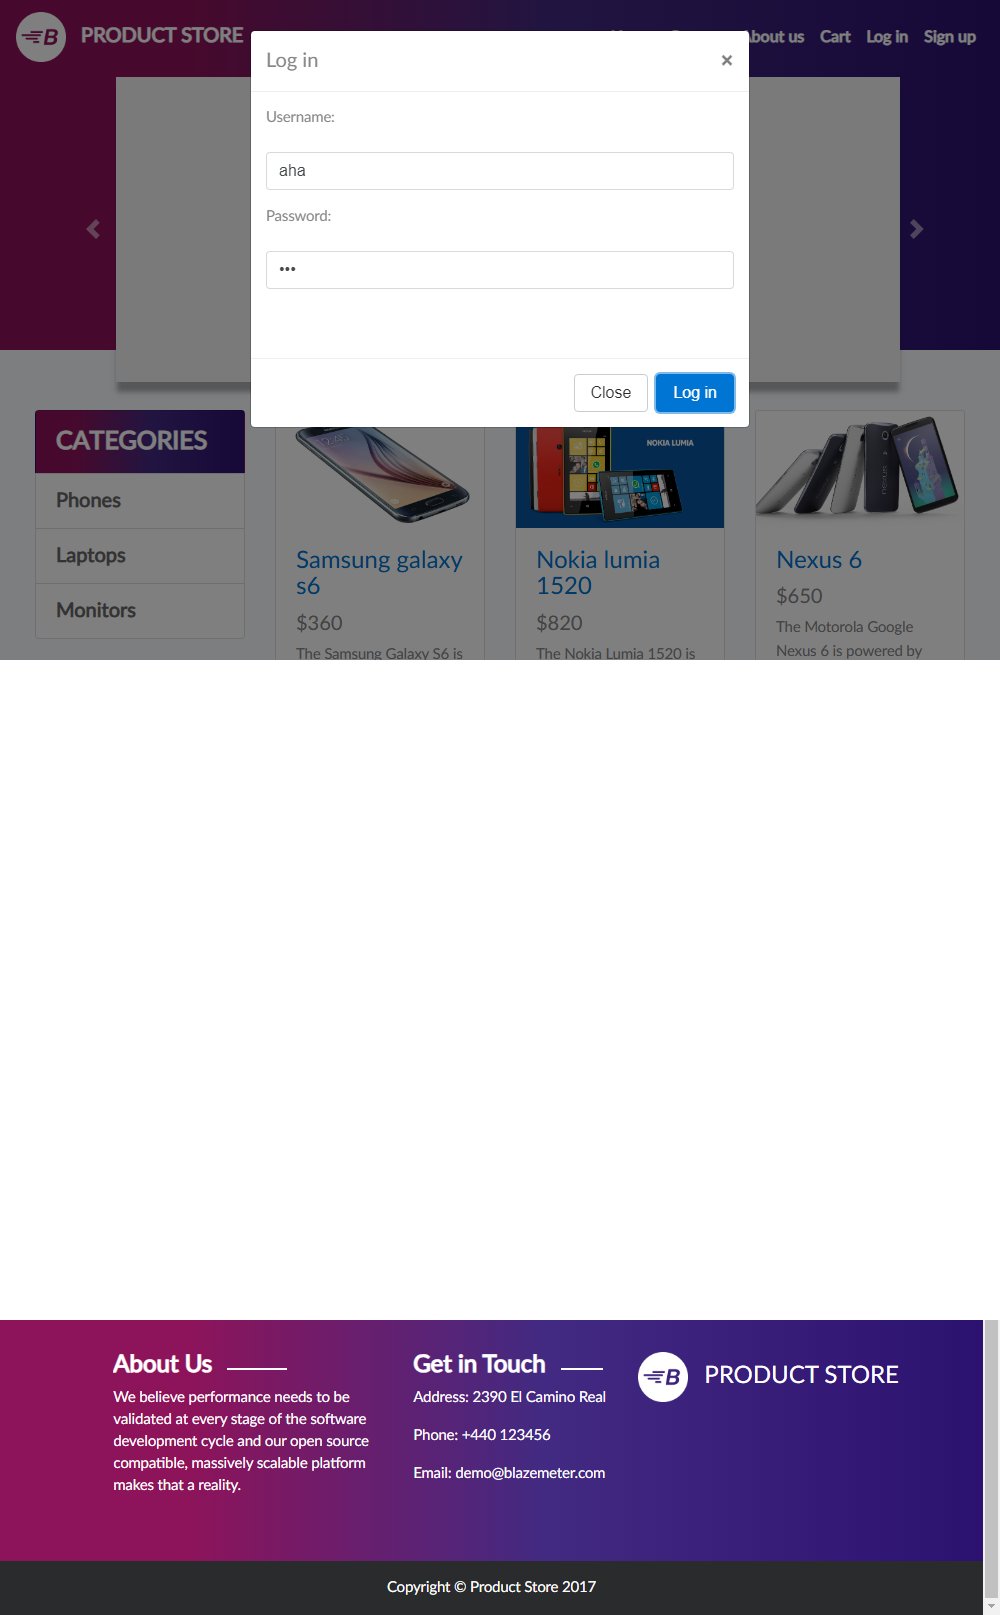 PRODUCT STORE
About us Cart Log in Sign up
Log in
×
Username:
aha
Password:
•••
Close Log in
CATEGORIES
Phones
Laptops
Monitors
NOKIA LUMIA
Samsung galaxy
s6
$360
The Samsung Galaxy S6 is
Nokia lumia
1520
$820
The Nokia Lumia 1520 is
Nexus 6
$650
The Motorola Google
Nexus 6 is powered by
About Us
We believe performance needs to be
validated at every stage of the software
development cycle and our open source
compatible, massively scalable platform
makes that a reality.
Get in Touch
Address: 2390 El Camino Real
Phone: +440 123456
Email: demo@blazemeter.com
PRODUCT STORE
Copyright © Product Store 2017